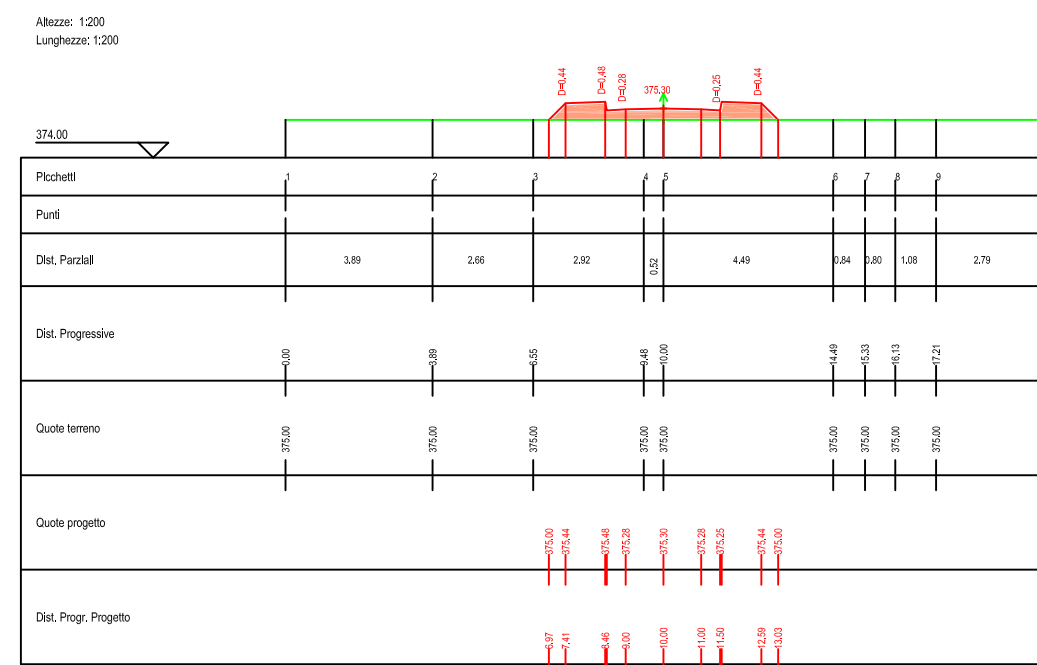 Altezze: 1:200
Lunghezze: 1:200
D=0.44 D=0.48 D=0.28 375.30 D=0.25 D=0.44
374.00
Picchetti 1 2 3 4 5 6 7 8 9
Punti
Dist. Parziali 3.89 2.66 2.92 0.52 4.49 0.84 0.80 1.08 2.79
Dist. Progressive 0.00 3.89 6.55 9.48 10.00 14.49 15.33 16.13 17.21
Quote terreno 375.00 375.00 375.00 375.00 375.00 375.00 375.00 375.00 375.00
Quote progetto 375.00 375.44 375.48 375.28 375.30 375.28 375.25 375.44 375.00
Dist. Progr. Progetto 6.97 7.41 8.46 9.00 10.00 11.00 11.50 12.59 13.03